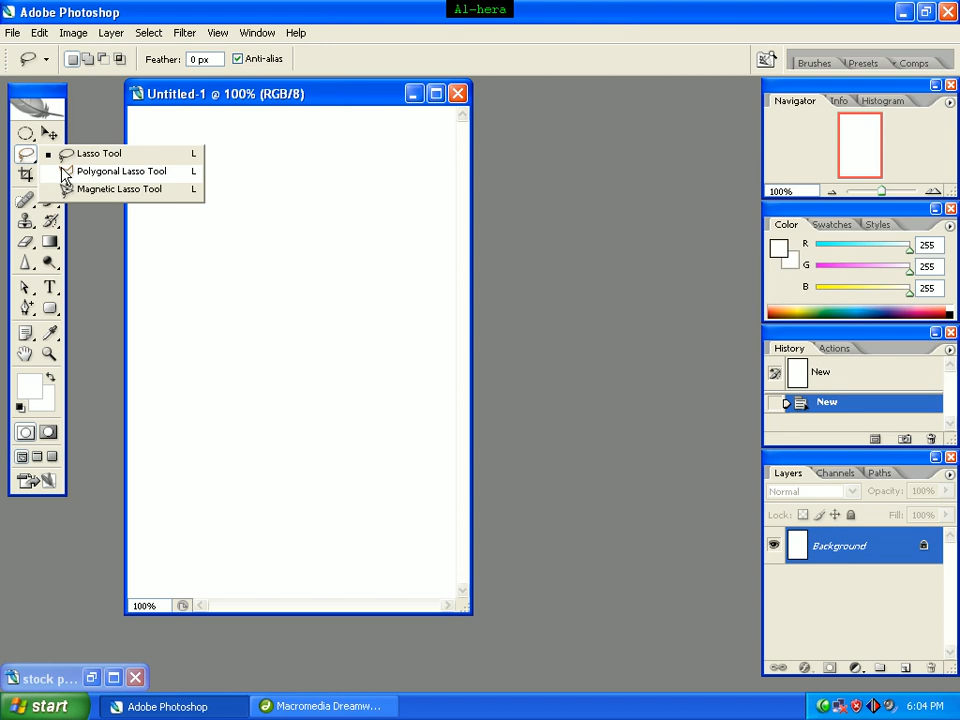 Al-hera
Adobe Photoshop
File Edit Image Layer Select Filter View Window Help
Feather: 0 px Anti-alias
Brushes Presets Comps
Untitled-1 @ 100% (RGB/8)
Navigator Info Histogram
Lasso Tool L
Polygonal Lasso Tool L
Magnetic Lasso Tool L
100%
Color Swatches Styles
R 255
G 255
B 255
T
History Actions
New
New
Layers Channels Paths
Normal Opacity: 100%
Lock: Fill: 100%
Background
100%
stock p...
start Adobe Photoshop Macromedia Dreamw... 6:04 PM